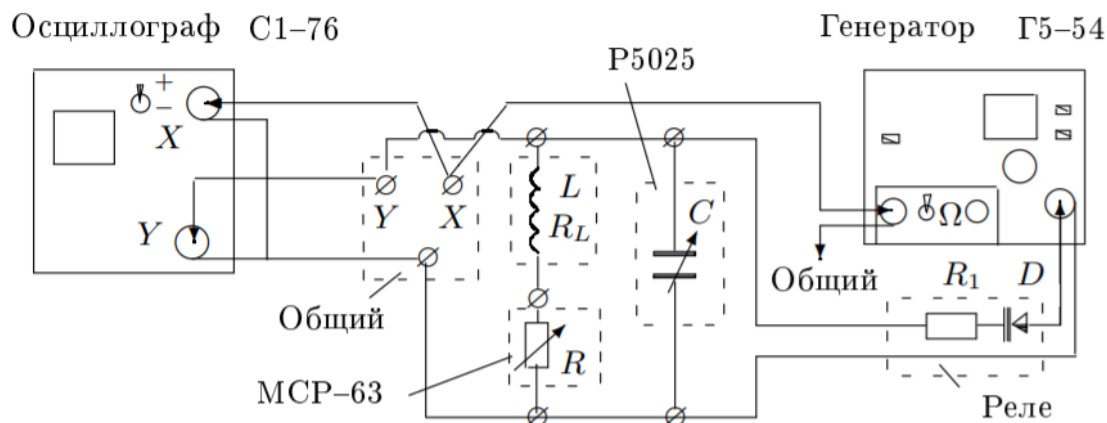 Осциллограф С1–76
Генератор Г5–54
Р5025
+
−
X
Y
Y X
L
R_L
C
Ω
Общий
R_1 D
Общий
R
МСР–63
Реле